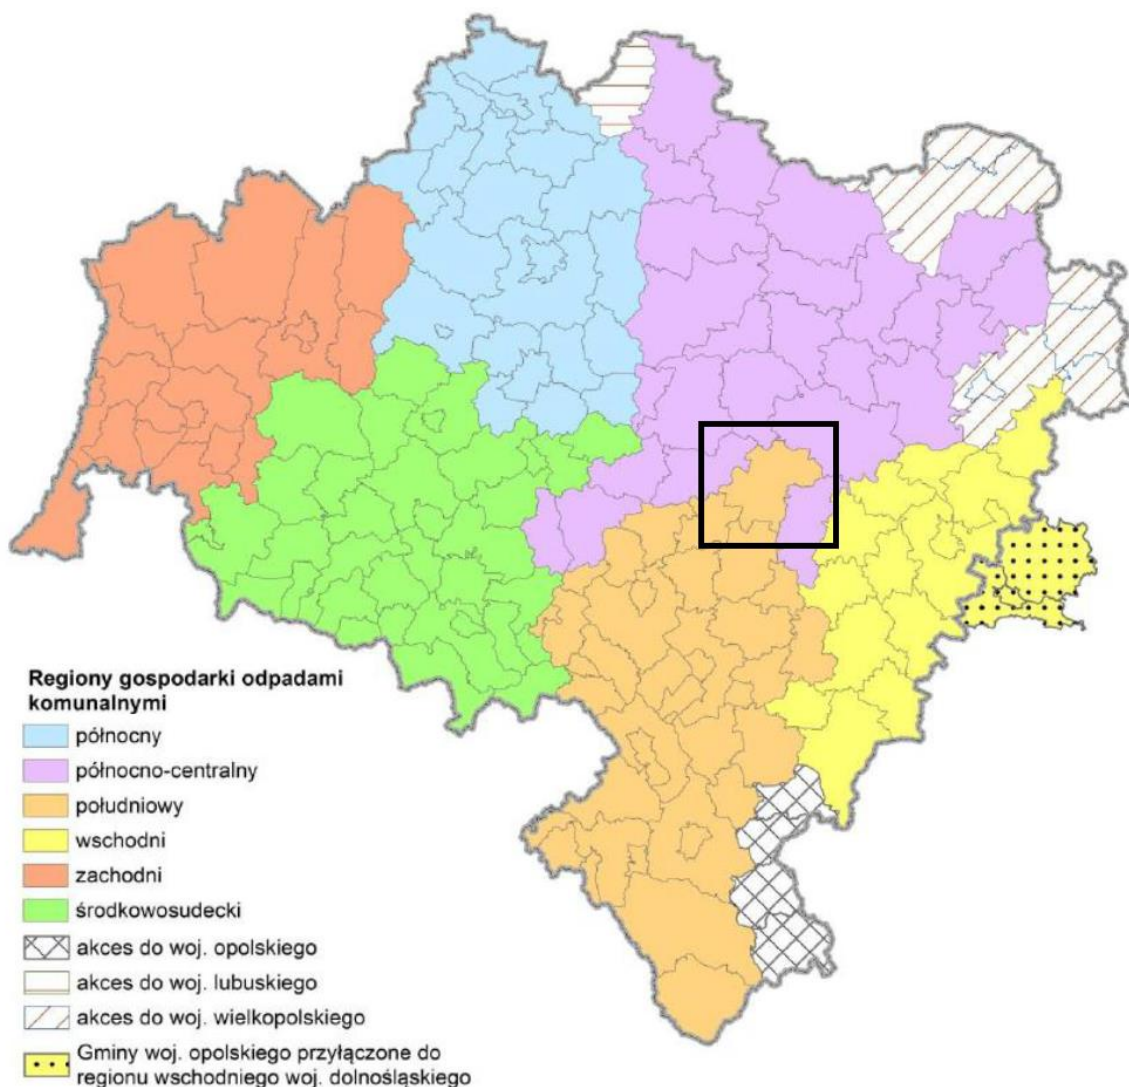 Regiony gospodarki odpadami
komunalnymi
północny
północno-centralny
południowy
wschodni
zachodni
środkowosudecki
akces do woj. opolskiego
akces do woj. lubuskiego
akces do woj. wielkopolskiego
Gminy woj. opolskiego przyłączone do
regionu wschodniego woj. dolnośląskiego